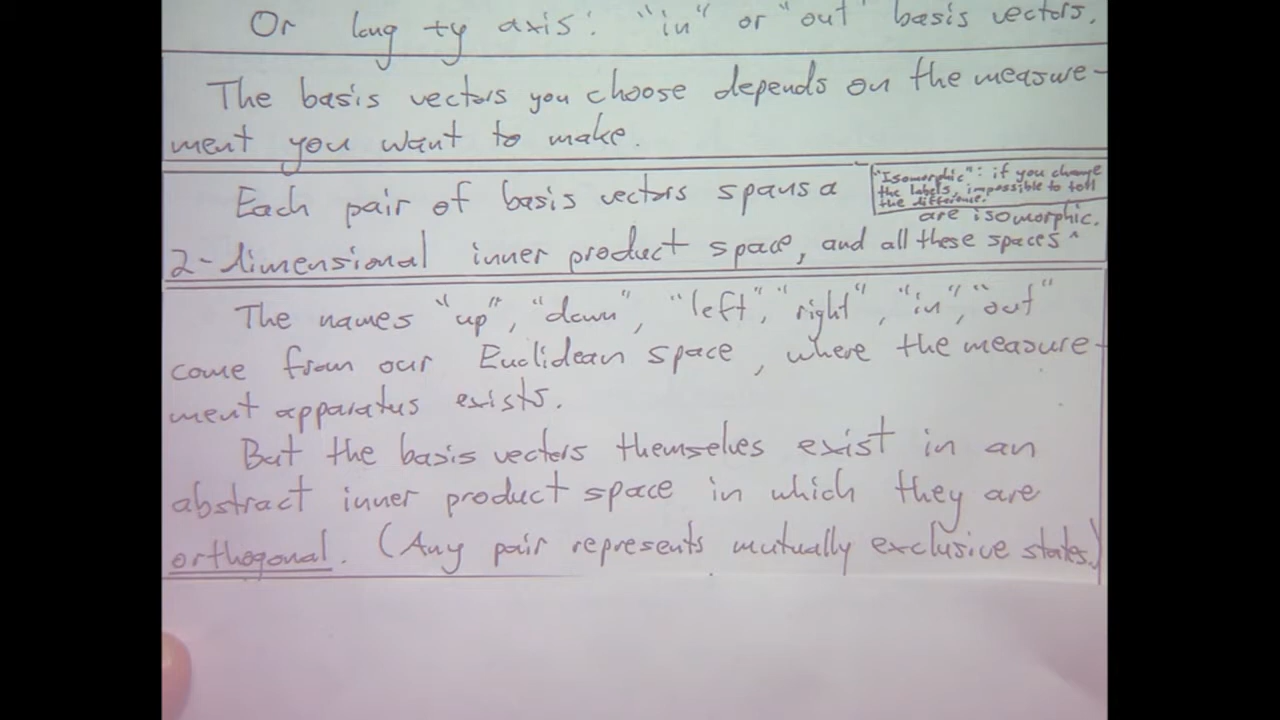 Or long +y axis: "in" or "out" basis vectors.
The basis vectors you choose depends on the measure-
ment you want to make.
Each pair of basis vectors spans a
"Isomorphic": if you change
the labels, impossible to tell
the difference.
are isomorphic.
2-dimensional inner product space, and all these spaces ^
The names "up", "down", "left", "right", "in", "out"
come from our Euclidean space, where the measure-
ment apparatus exists.
But the basis vectors themselves exist in an
abstract inner product space in which they are
orthogonal. (Any pair represents mutually exclusive states.)